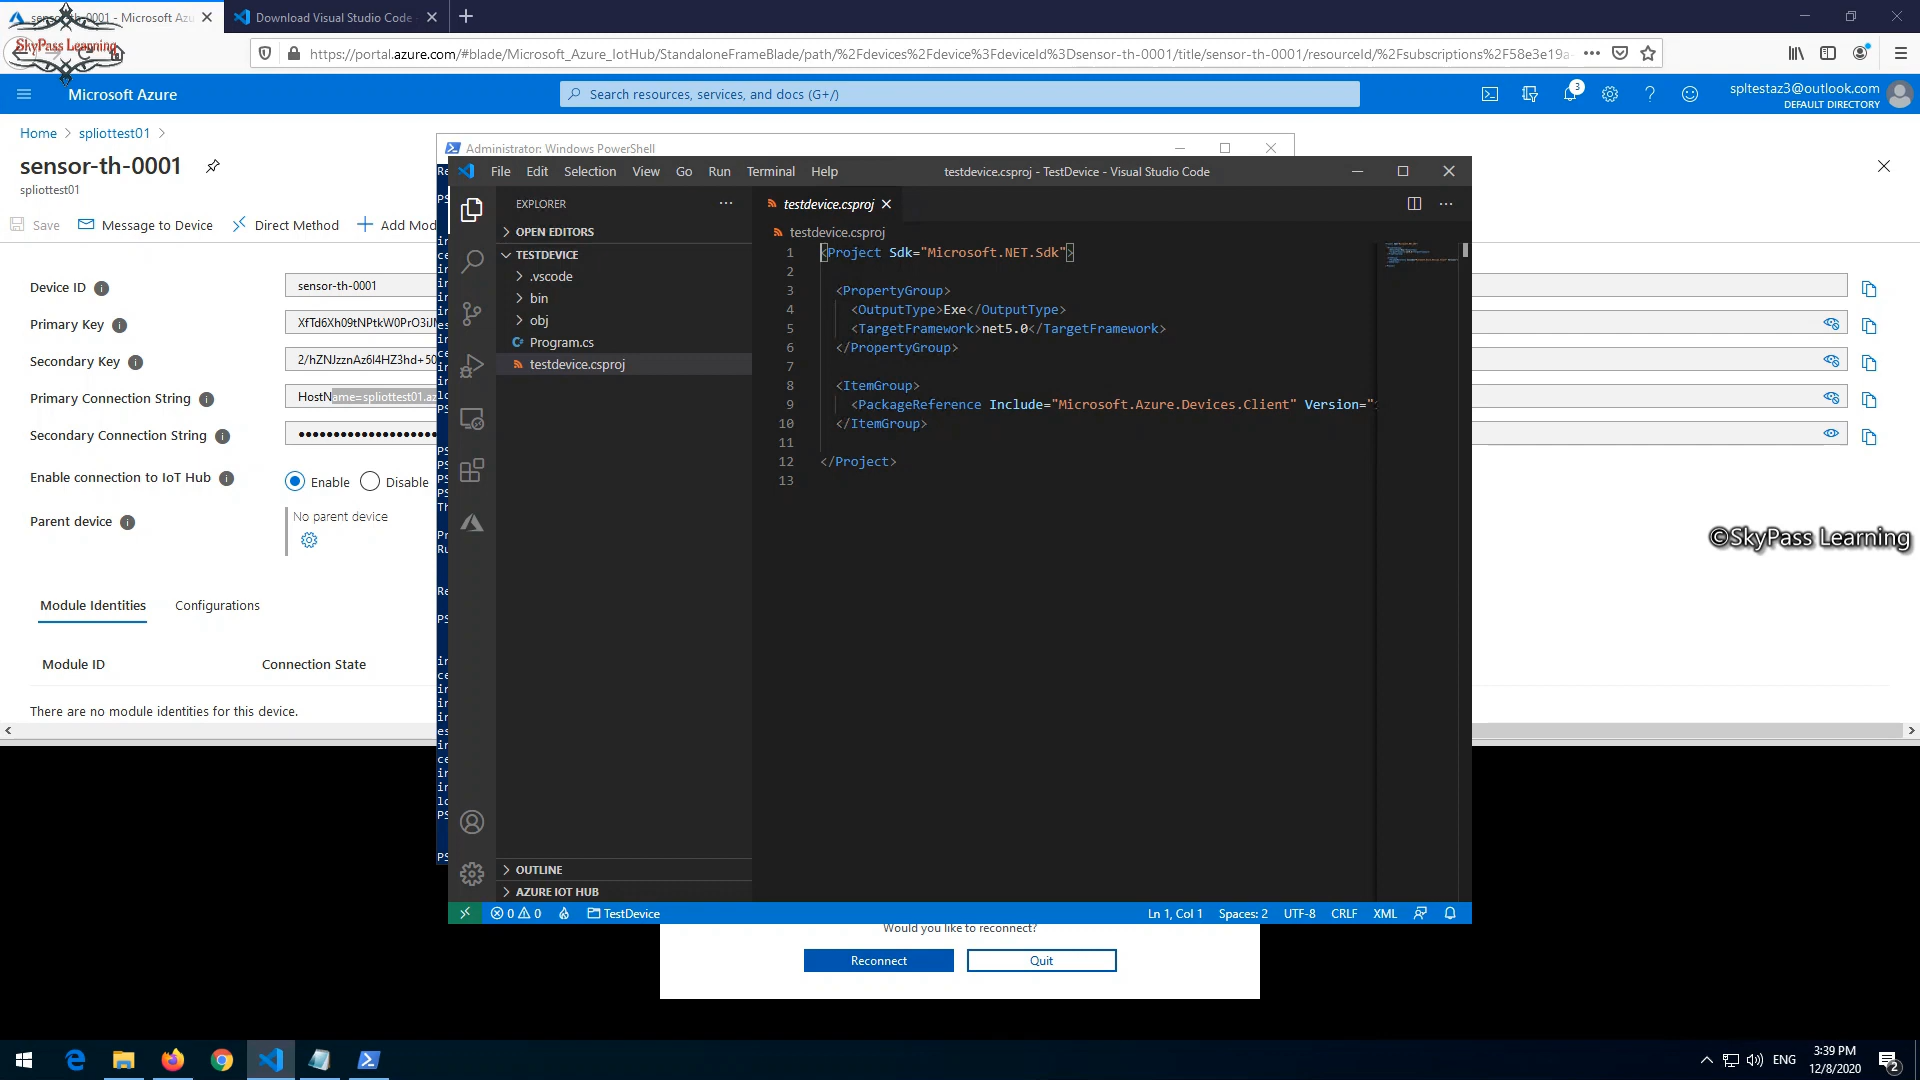 sensor-th-0001 - Microsoft Azu
Download Visual Studio Code -
SkyPass Learning
https://portal.azure.com/#blade/Microsoft_Azure_IotHub/StandaloneFrameBlade/path/%2Fdevices%2Fdevice%3FdeviceId%3Dsensor-th-0001/title/sensor-th-0001/resourceId/%2Fsubscriptions%2F58e3e19a-
Microsoft Azure
Search resources, services, and docs (G+/)
3
spltestaz3@outlook.com
DEFAULT DIRECTORY
Home > spliottest01 >
sensor-th-0001
spliottest01
Save
Message to Device
Direct Method
Add Mod
Device ID
sensor-th-0001
Primary Key
Secondary Key
Primary Connection String
HostName=spliottest01.az
Secondary Connection String
Enable connection to IoT Hub
Enable
Disable
Parent device
No parent device
Module Identities
Configurations
Module ID
Connection State
There are no module identities for this device.
Administrator: Windows PowerShell
File Edit Selection View Go Run Terminal Help
testdevice.csproj - TestDevice - Visual Studio Code
EXPLORER
OPEN EDITORS
TESTDEVICE
.vscode
bin
obj
Program.cs
testdevice.csproj
OUTLINE
AZURE IOT HUB
testdevice.csproj
testdevice.csproj
1 <Project Sdk="Microsoft.NET.Sdk">
2
3 <PropertyGroup>
4 <OutputType>Exe</OutputType>
5 <TargetFramework>net5.0</TargetFramework>
6 </PropertyGroup>
7
8 <ItemGroup>
9 <PackageReference Include="Microsoft.Azure.Devices.Client" Version="
10 </ItemGroup>
11
12 </Project>
13
0 0
TestDevice
Ln 1, Col 1 Spaces: 2 UTF-8 CRLF XML
©SkyPass Learning
Would you like to reconnect?
Reconnect
Quit
ENG
3:39 PM
12/8/2020
2